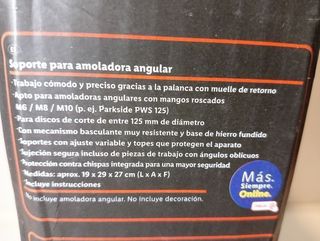 Soporte para amoladora angular
· Trabajo cómodo y preciso gracias a la palanca con muelle de retorno
· Apto para amoladoras angulares con mangos roscados
M6 / M8 / M10 (p. ej. Parkside PWS 125)
· Para discos de corte de entre 125 mm de diámetro
· Con mecanismo basculante muy resistente y base de hierro fundido
· Soportes con ajuste variable y topes que protegen el aparato
· Sujeción segura incluso de piezas de trabajo con ángulos oblicuos
· Protección contra chispas integrada para una mayor seguridad
· Medidas: aprox. 19 x 29 x 27 cm (L x A x F)
· Incluye instrucciones
No incluye amoladora angular. No incluye decoración.
Más.
Siempre.
Online.